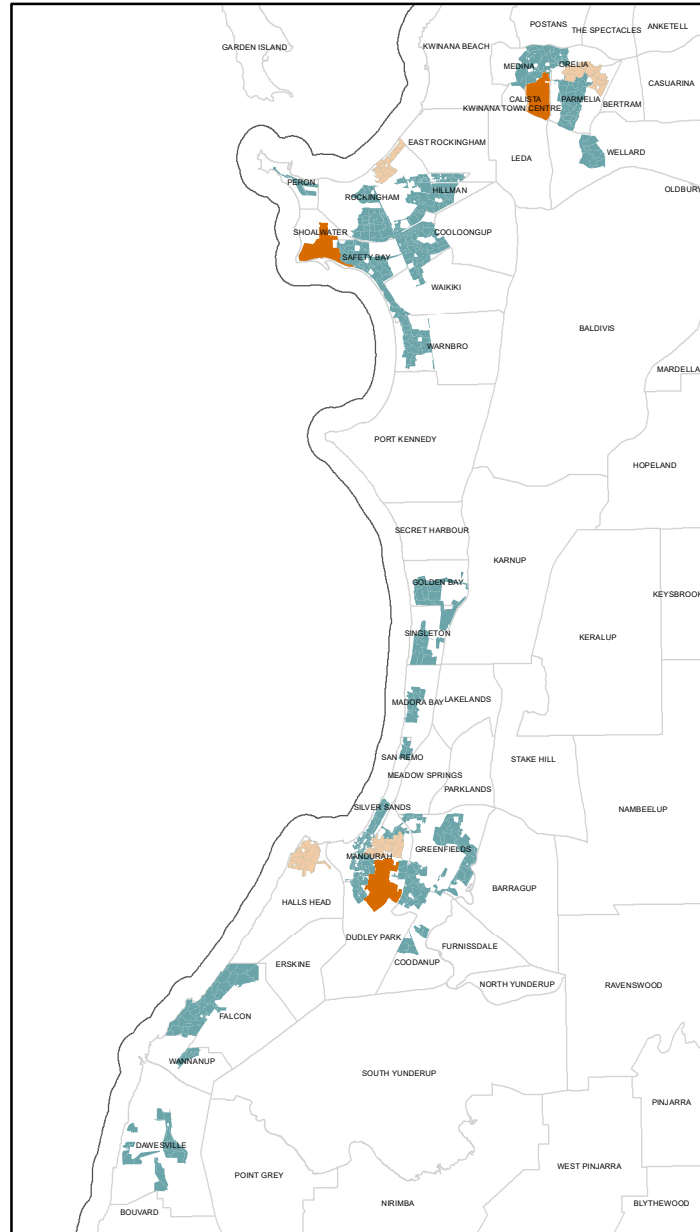 POSTANS
ANKETELL
THE SPECTACLES
GARDEN ISLAND
KWINANA BEACH
MEDINA
ORELIA
CASUARINA
CALISTA
PARMELIA
BERTRAM
KWINANA TOWN CENTRE
EAST ROCKINGHAM
WELLARD
LEDA
PERON
HILLMAN
OLDBURY
ROCKINGHAM
SHOALWATER
COOLOONGUP
SAFETY BAY
WAIKIKI
BALDIVIS
WARNBRO
MARDELLA
PORT KENNEDY
HOPELAND
SECRET HARBOUR
KARNUP
GOLDEN BAY
KEYSBROOK
SINGLETON
KERALUP
MADORA BAY
LAKELANDS
SAN REMO
STAKE HILL
MEADOW SPRINGS
PARKLANDS
SILVER SANDS
NAMBEELUP
GREENFIELDS
MANDURAH
BARRAGUP
HALLS HEAD
DUDLEY PARK
FURNISSDALE
ERSKINE
COODANUP
NORTH YUNDERUP
RAVENSWOOD
FALCON
WANNANUP
SOUTH YUNDERUP
PINJARRA
DAWESVILLE
WEST PINJARRA
POINT GREY
NIRIMBA
BLYTHEWOOD
BOUVARD